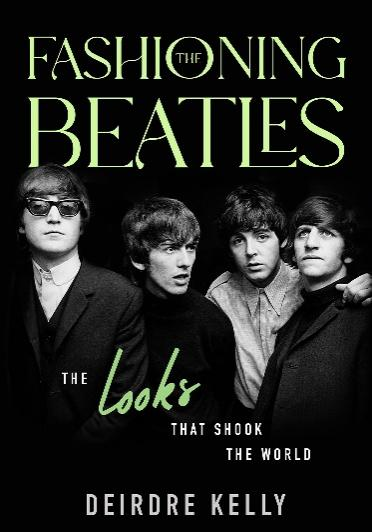 FASHIONING
THE
BEATLES
THE looks
THAT SHOOK
THE WORLD
DEIRDRE KELLY